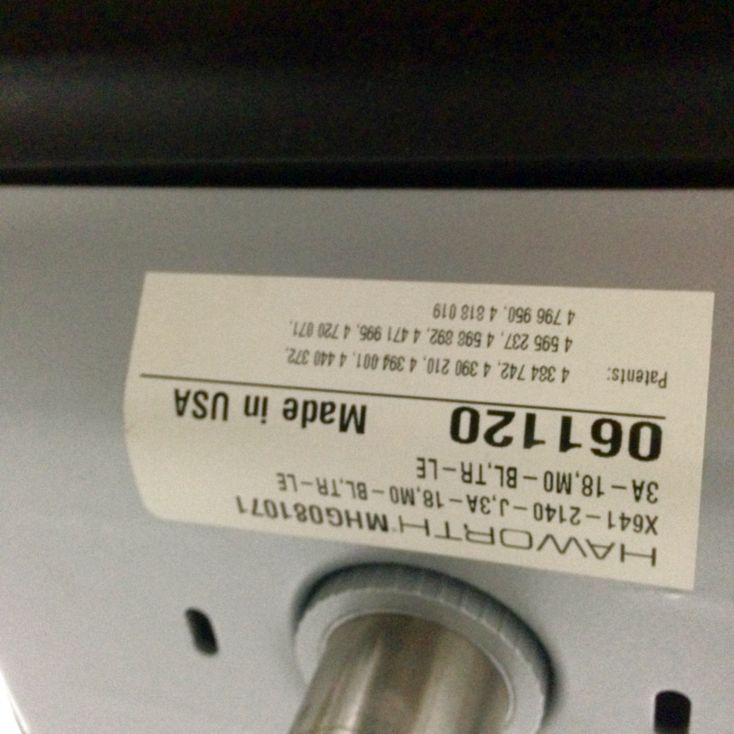 HAWORTH™ MHG081071
X641-2140-J,3A-18,M0-BL,TR-LE
3A-18,M0-BL,TR-LE
061120 Made in USA
Patents: 4 384 742, 4 390 210, 4 394 001, 4 440 372,
4 595 237, 4 598 892, 4 471 995, 4 720 071,
4 796 950, 4 818 019